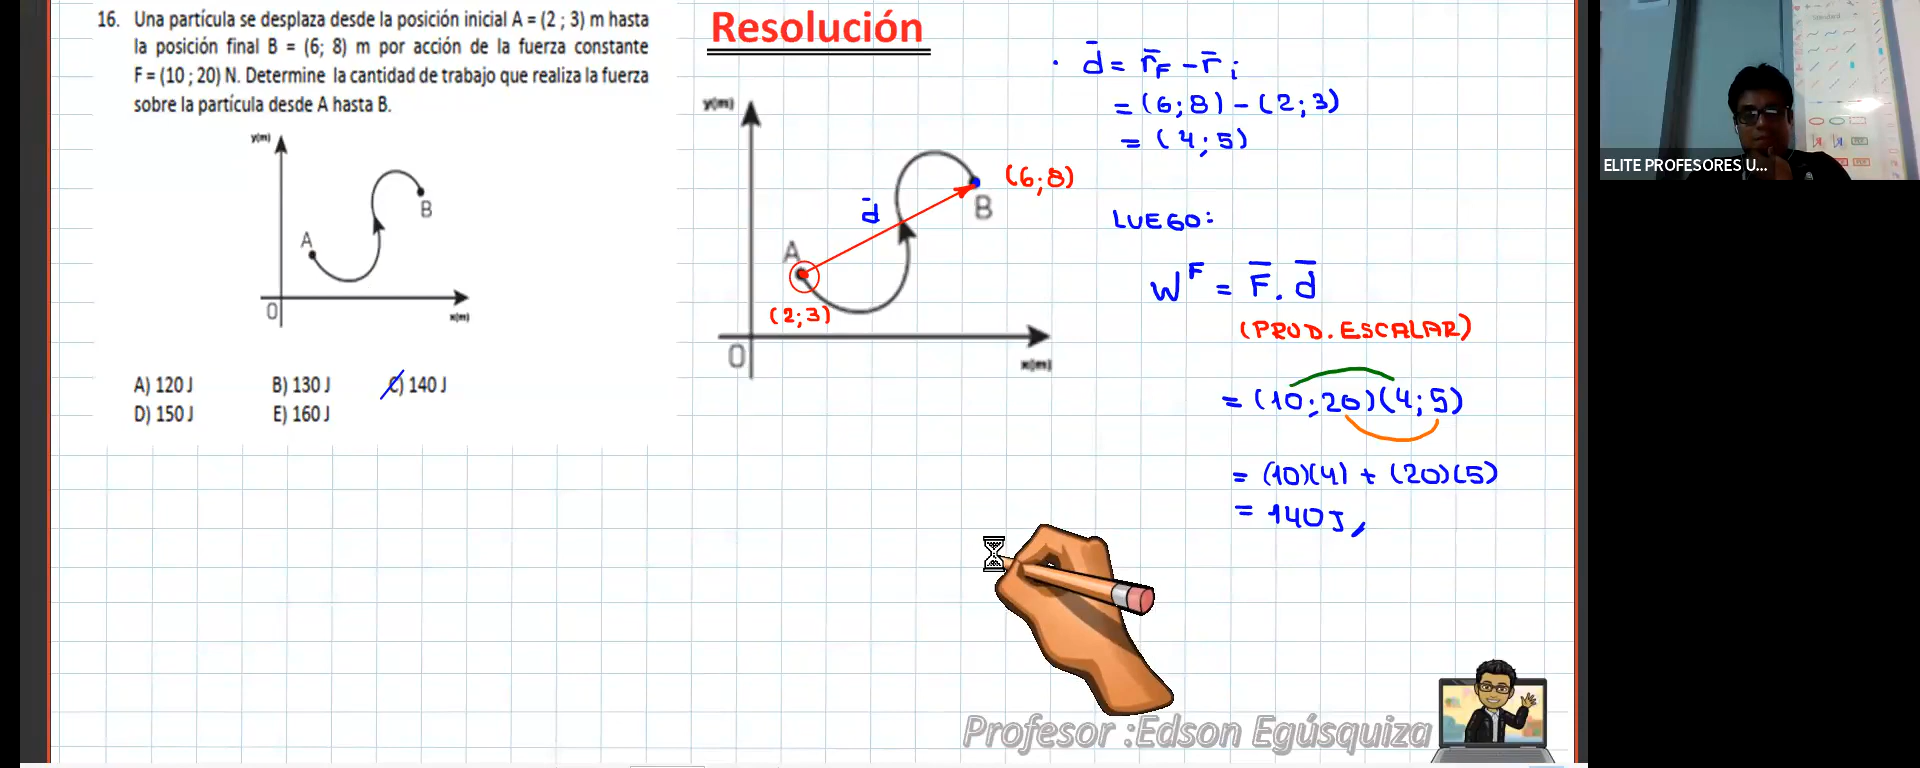 16. Una partícula se desplaza desde la posición inicial A = (2 ; 3) m hasta
la posición final B = (6; 8) m por acción de la fuerza constante
F = (10 ; 20) N. Determine la cantidad de trabajo que realiza la fuerza
sobre la partícula desde A hasta B.
y(m)
A
B
0
x(m)
A) 120 J B) 130 J C) 140 J
D) 150 J E) 160 J
Resolución
y(m)
A
(2;3)
d̄
B
(6;8)
0
x(m)
· d̄ = r̄F - r̄i
= (6;8) - (2;3)
= (4;5)
LUEGO:
W^F = F̄ . d̄
(PROD. ESCALAR)
= (10;20)(4;5)
= (10)(4) + (20)(5)
= 140J
Profesor :Edson Egúsquiza
Standard
ELITE PROFESORES U...